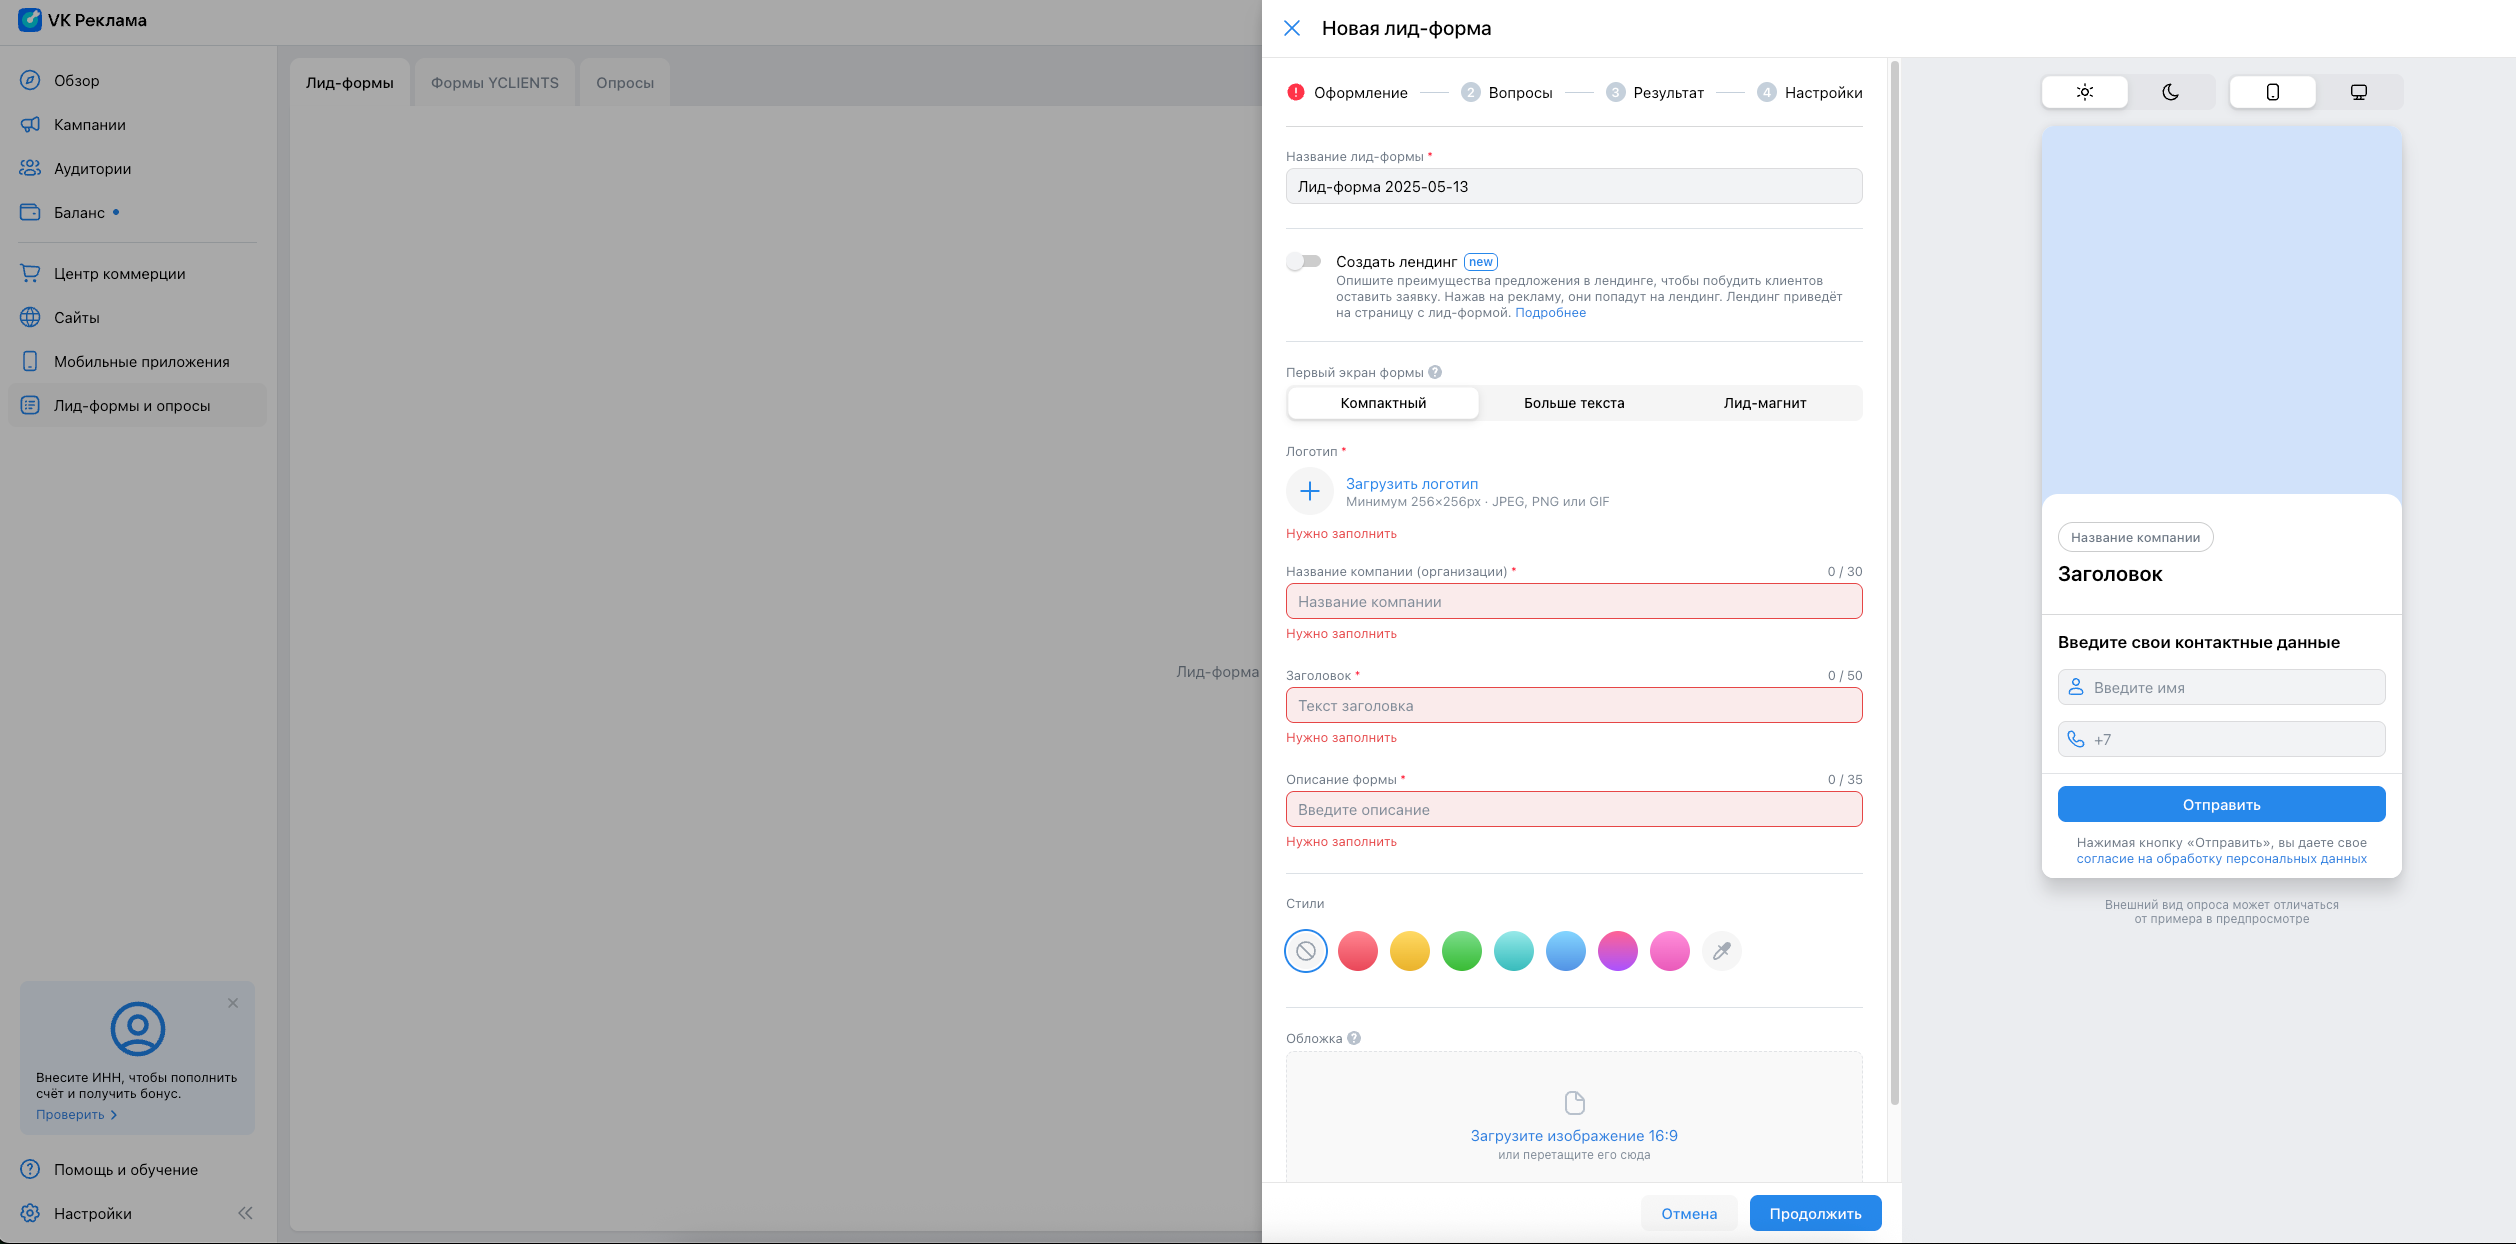 VK Реклама
Обзор
Кампании
Аудитории
Баланс
Центр коммерции
Сайты
Мобильные приложения
Лид-формы и опросы
Внесите ИНН, чтобы пополнить
счёт и получить бонус.
Проверить
Помощь и обучение
Настройки
Лид-формы
Формы YCLIENTS
Опросы
Лид-форма
Новая лид-форма
! Оформление
2 Вопросы
3 Результат
4 Настройки
Название лид-формы *
Лид-форма 2025-05-13
Создать лендинг new
Опишите преимущества предложения в лендинге, чтобы побудить клиентов
оставить заявку. Нажав на рекламу, они попадут на лендинг. Лендинг приведёт
на страницу с лид-формой. Подробнее
Первый экран формы ?
Компактный
Больше текста
Лид-магнит
Логотип *
Загрузить логотип
Минимум 256×256px · JPEG, PNG или GIF
Нужно заполнить
Название компании (организации) * 0 / 30
Название компании
Нужно заполнить
Заголовок * 0 / 50
Текст заголовка
Нужно заполнить
Описание формы * 0 / 35
Введите описание
Нужно заполнить
Стили
Обложка ?
Загрузите изображение 16:9
или перетащите его сюда
Отмена
Продолжить
Название компании
Заголовок
Введите свои контактные данные
Введите имя
+7
Отправить
Нажимая кнопку «Отправить», вы даете свое
согласие на обработку персональных данных
Внешний вид опроса может отличаться
от примера в предпросмотре